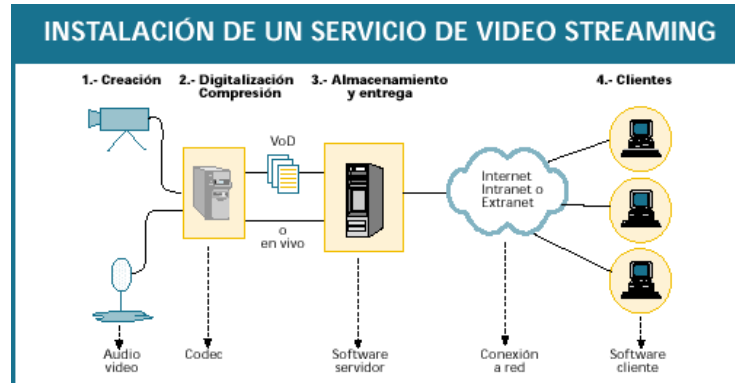 INSTALACIÓN DE UN SERVICIO DE VIDEO STREAMING
1.- Creación
2.- Digitalización
Compresión
3.- Almacenamiento
y entrega
4.- Clientes
VoD
o
en vivo
Internet
Intranet o
Extranet
Audio
video
Codec
Software
servidor
Conexión
a red
Software
cliente